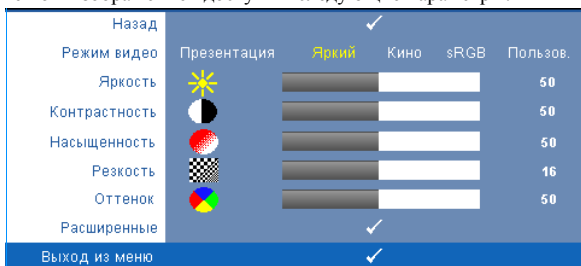 Назад
Режим видео Презентация Яркий Кино sRGB Пользов.
Яркость 50
Контрастность 50
Насыщенность 50
Резкость 16
Оттенок 50
Расширенные
Выход из меню